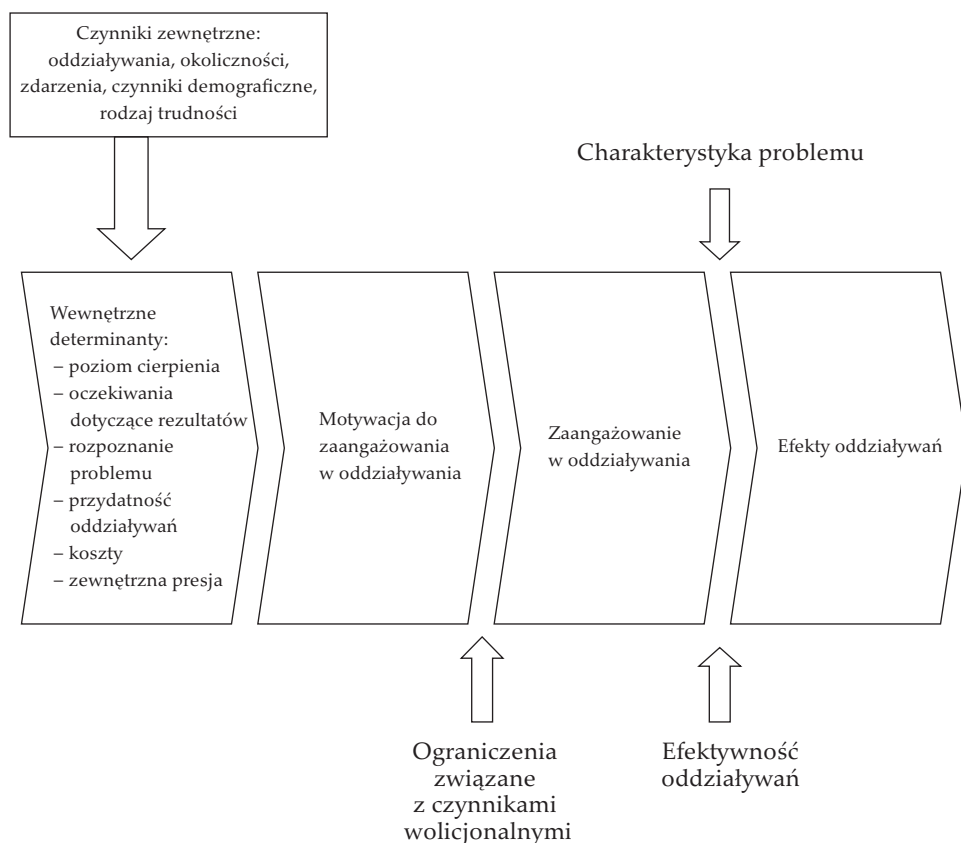 Czynniki zewnętrzne:
oddziaływania, okoliczności,
zdarzenia, czynniki demograficzne,
rodzaj trudności
Charakterystyka problemu
Wewnętrzne
determinanty:
– poziom cierpienia
– oczekiwania
dotyczące rezultatów
– rozpoznanie
problemu
– przydatność
oddziaływań
– koszty
– zewnętrzna presja
Motywacja do
zaangażowania
w oddziaływania
Zaangażowanie
w oddziaływania
Efekty oddziaływań
Ograniczenia
związane
z czynnikami
wolicjonalnymi
Efektywność
oddziaływań